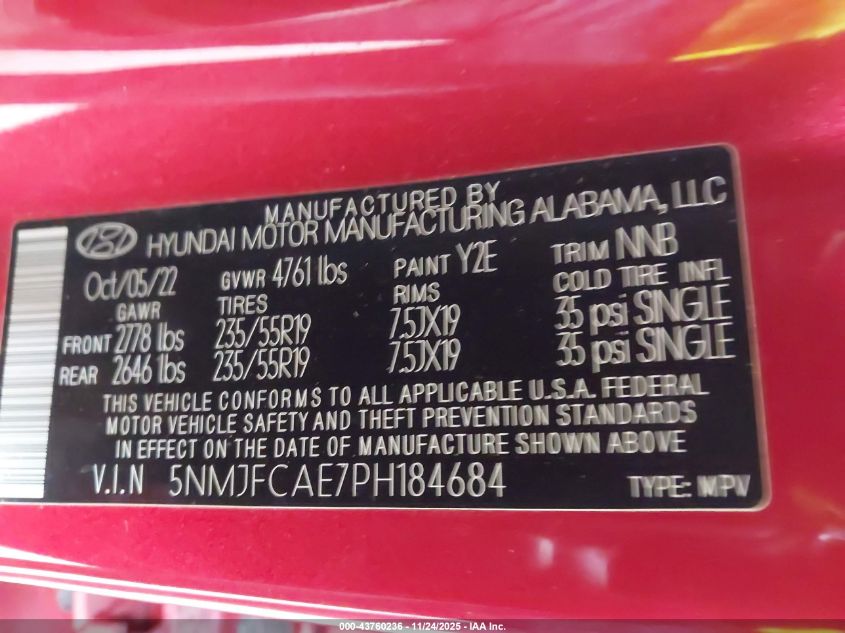 MANUFACTURED BY
HYUNDAI MOTOR MANUFACTURING ALABAMA, LLC
Oct/05/22 GVWR 4761 lbs PAINT Y2E TRIM NNB
GAWR TIRES RIMS COLD TIRE INFL
FRONT 2778 lbs 235/55R19 7.5JX19 35 psi SINGLE
REAR 2646 lbs 235/55R19 7.5JX19 35 psi SINGLE
THIS VEHICLE CONFORMS TO ALL APPLICABLE U.S.A. FEDERAL
MOTOR VEHICLE SAFETY AND THEFT PREVENTION STANDARDS
IN EFFECT ON THE DATE OF MANUFACTURE SHOWN ABOVE
V.I.N 5NMJFCAE7PH184684 TYPE: MPV
000-43760236 - 11/24/2025 - IAA Inc.